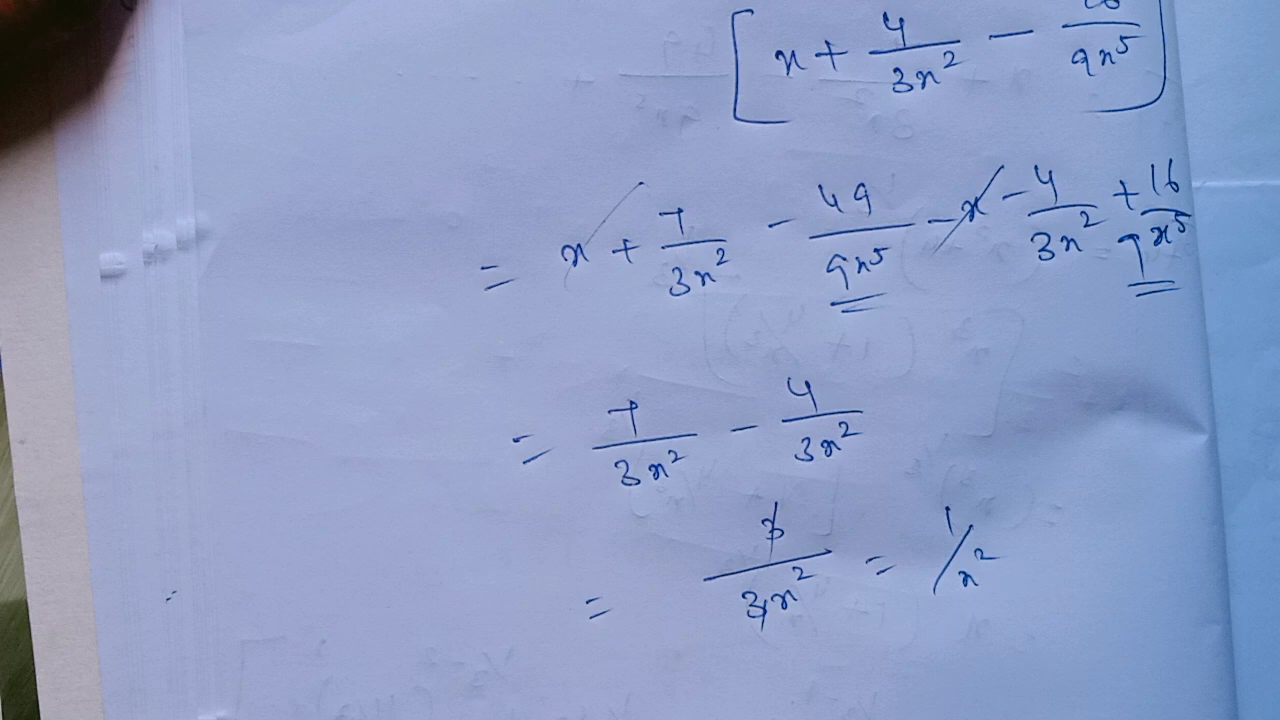 [x + 4/3x² - 16/9x⁵]
= x + 7/3x² - 49/9x⁵ - x - 4/3x² + 16/9x⁵
= 7/3x² - 4/3x²
= 3/3x² = 1/x²